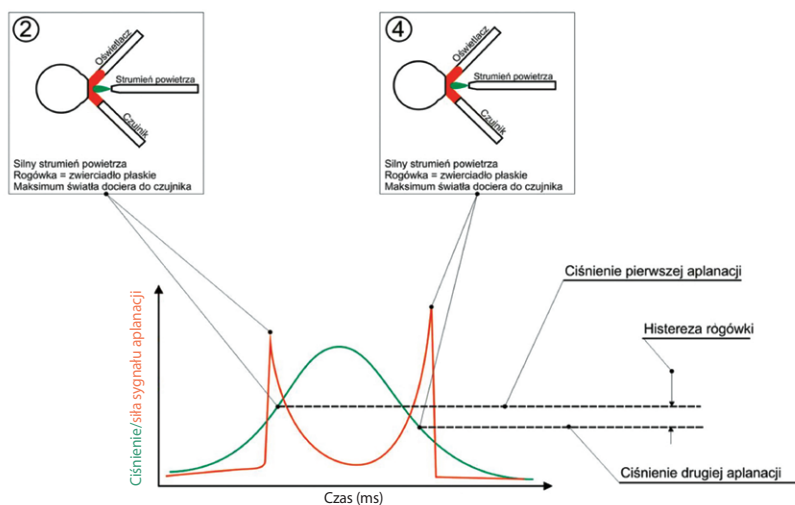 2
Oświetlacz
Strumień powietrza
Czujnik
Silny strumień powietrza
Rogówka = zwierciadło płaskie
Maksimum światła dociera do czujnika
4
Oświetlacz
Strumień powietrza
Czujnik
Silny strumień powietrza
Rogówka = zwierciadło płaskie
Maksimum światła dociera do czujnika
Ciśnienie/siła sygnału aplanacji
Ciśnienie pierwszej aplanacji
Histereza rogówki
Ciśnienie drugiej aplanacji
Czas (ms)